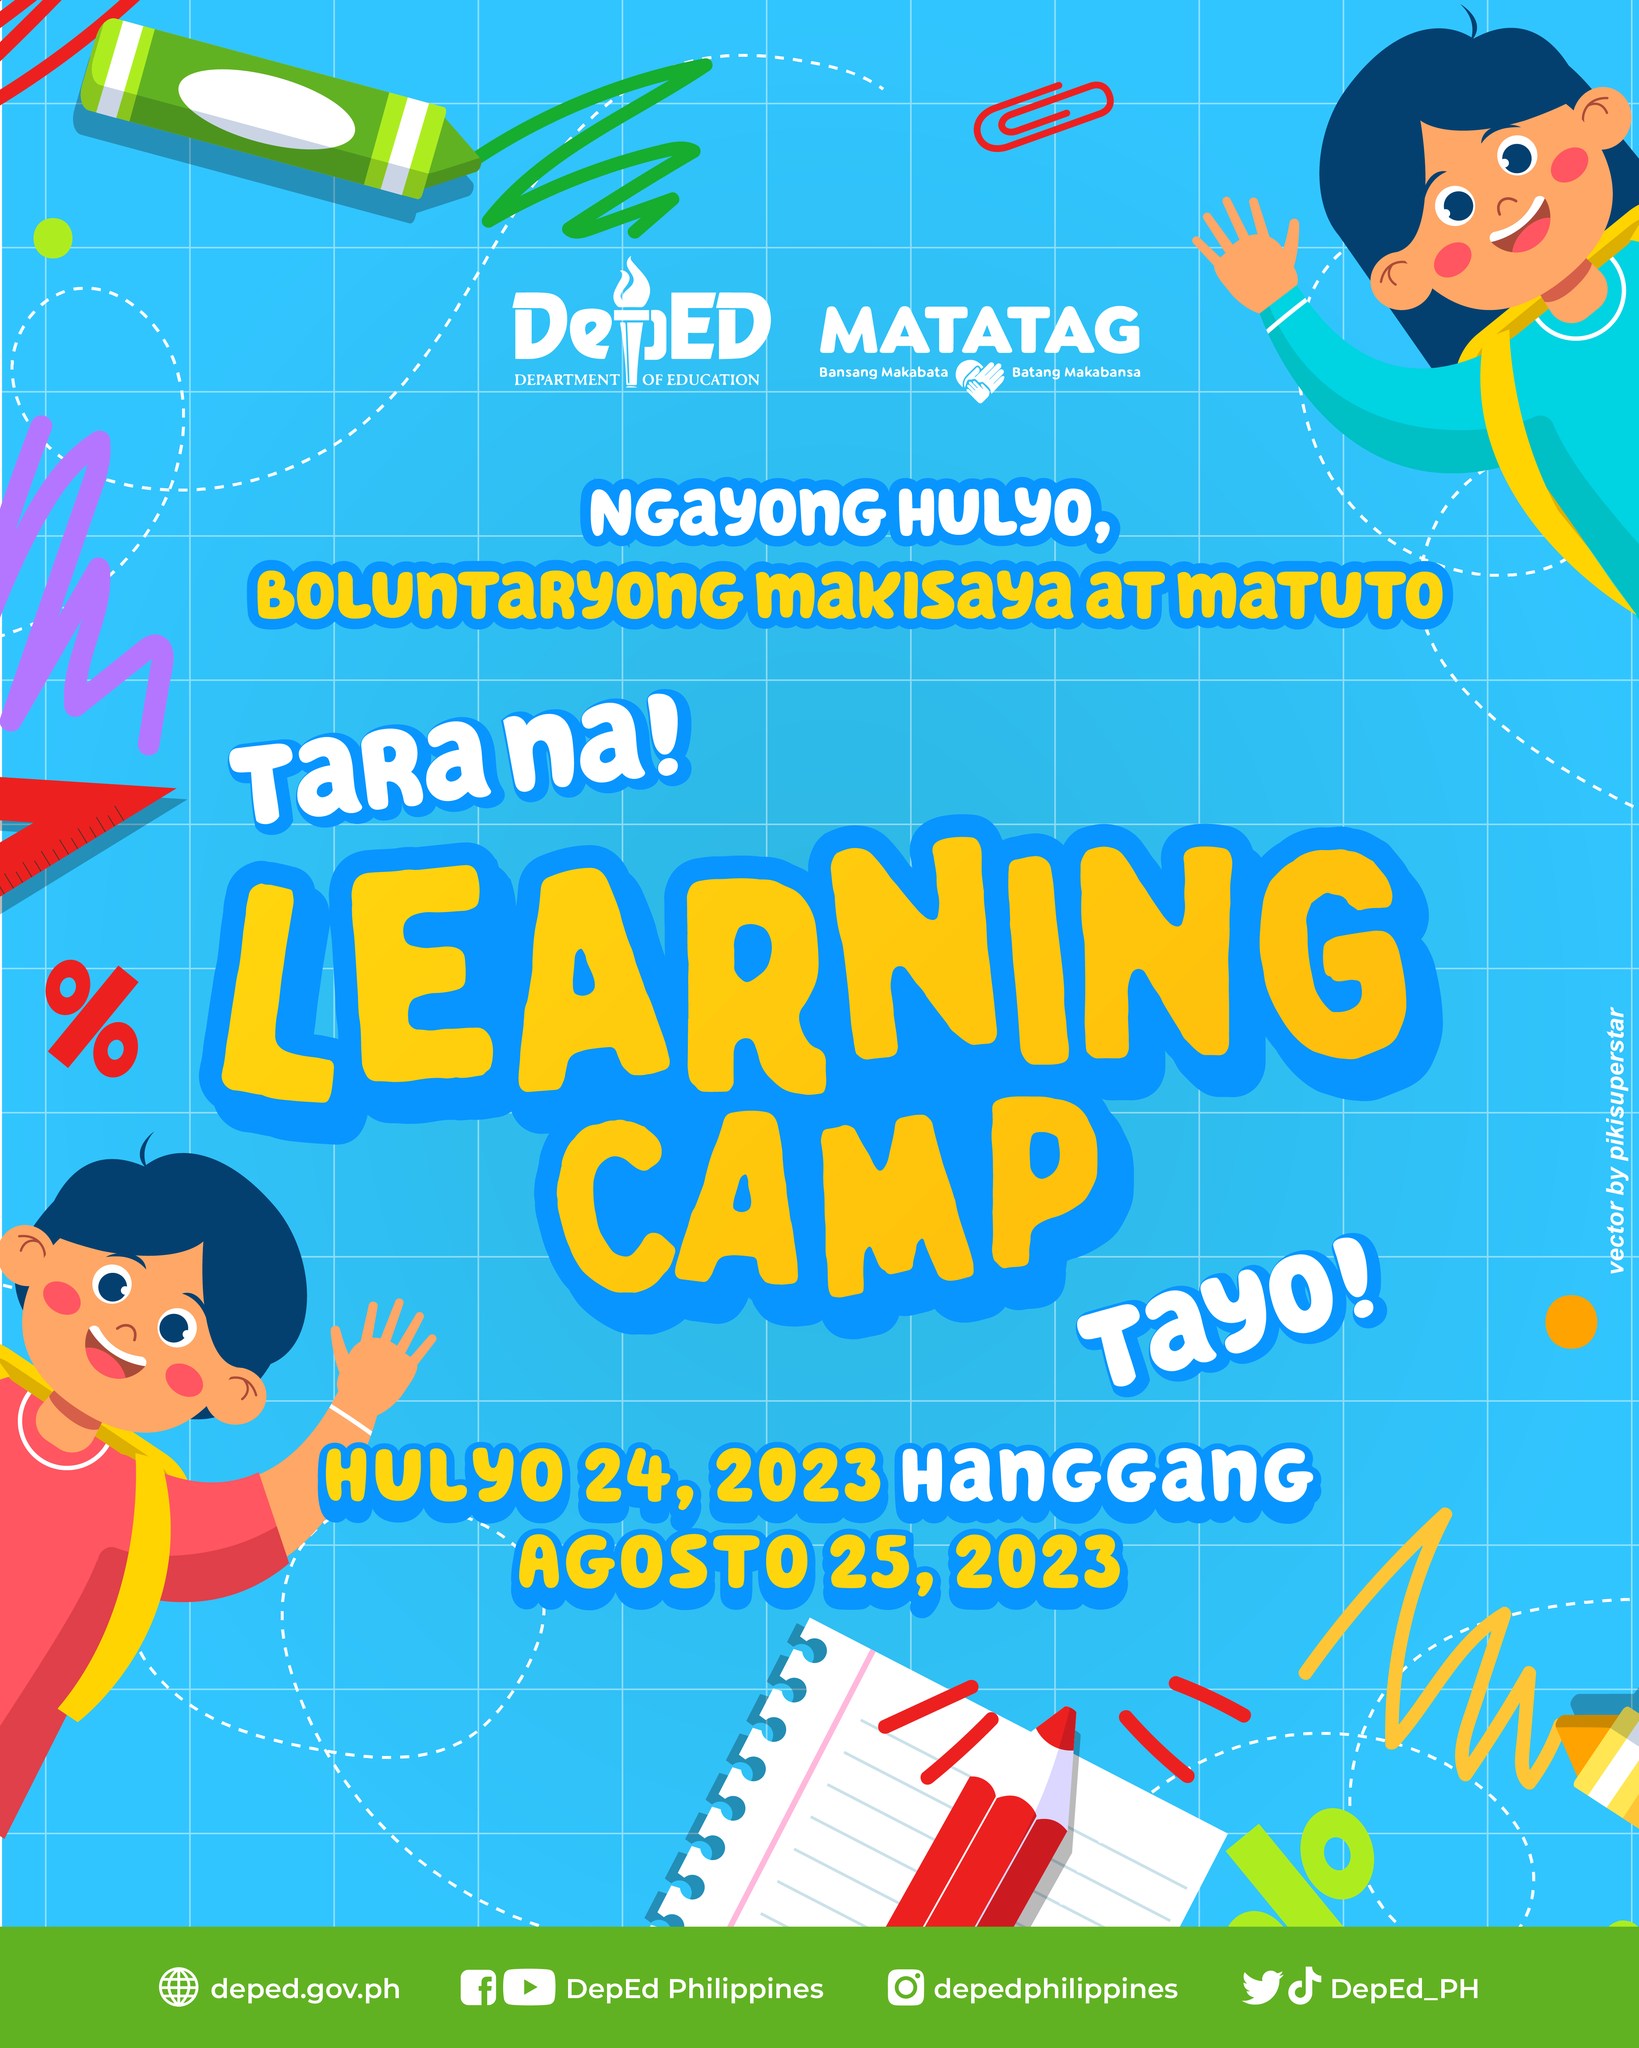 DepED
DEPARTMENT OF EDUCATION
MATATAG
Bansang Makabata Batang Makabansa
NGAYONG HULYO,
BOLUNTARYONG MAKISAYA AT MATUTO
TARA NA!
LEARNING
CAMP
TAYO!
HULYO 24, 2023 HANGGANG
AGOSTO 25, 2023
%
vector by pikisuperstar
%
deped.gov.ph DepEd Philippines depedphilippines DepEd_PH